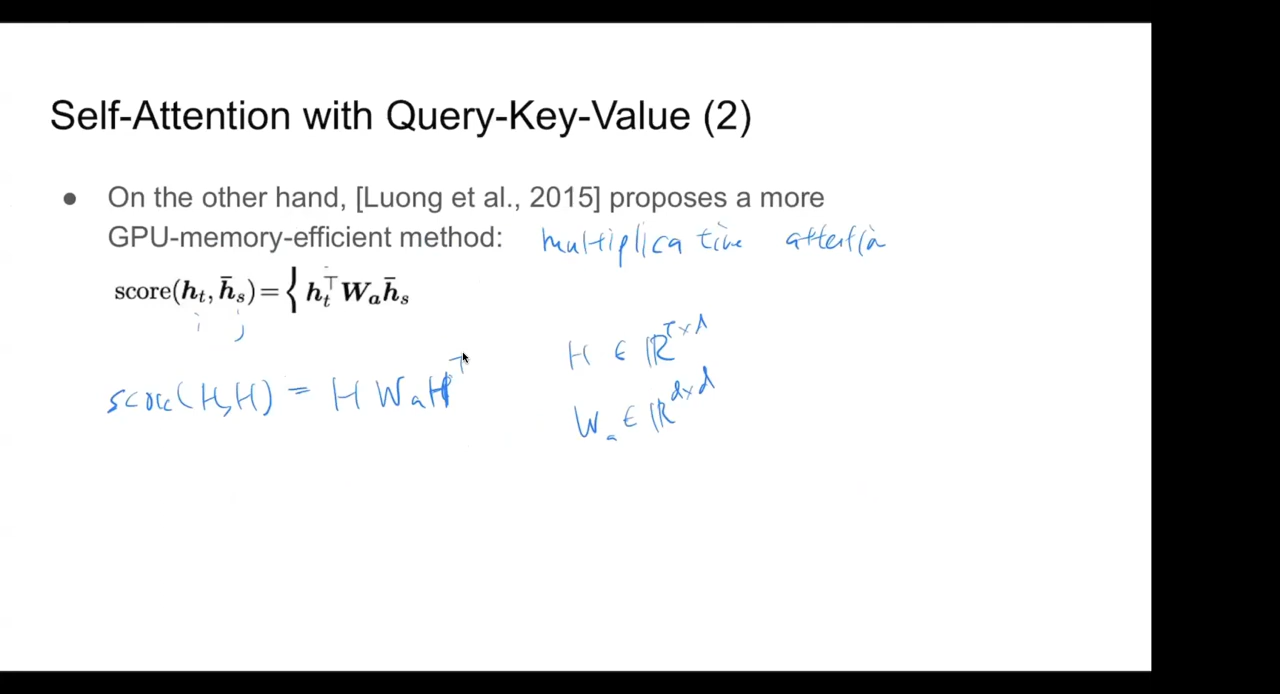 Self-Attention with Query-Key-Value (2)
● On the other hand, [Luong et al., 2015] proposes a more
GPU-memory-efficient method: multiplicative attention
score(h_t, h̄_s) = { h_t^⊤ W_a h̄_s
i j
H ∈ ℝ^{T×d}
score(H, H) = H W_a H^T
W_a ∈ ℝ^{d×d}